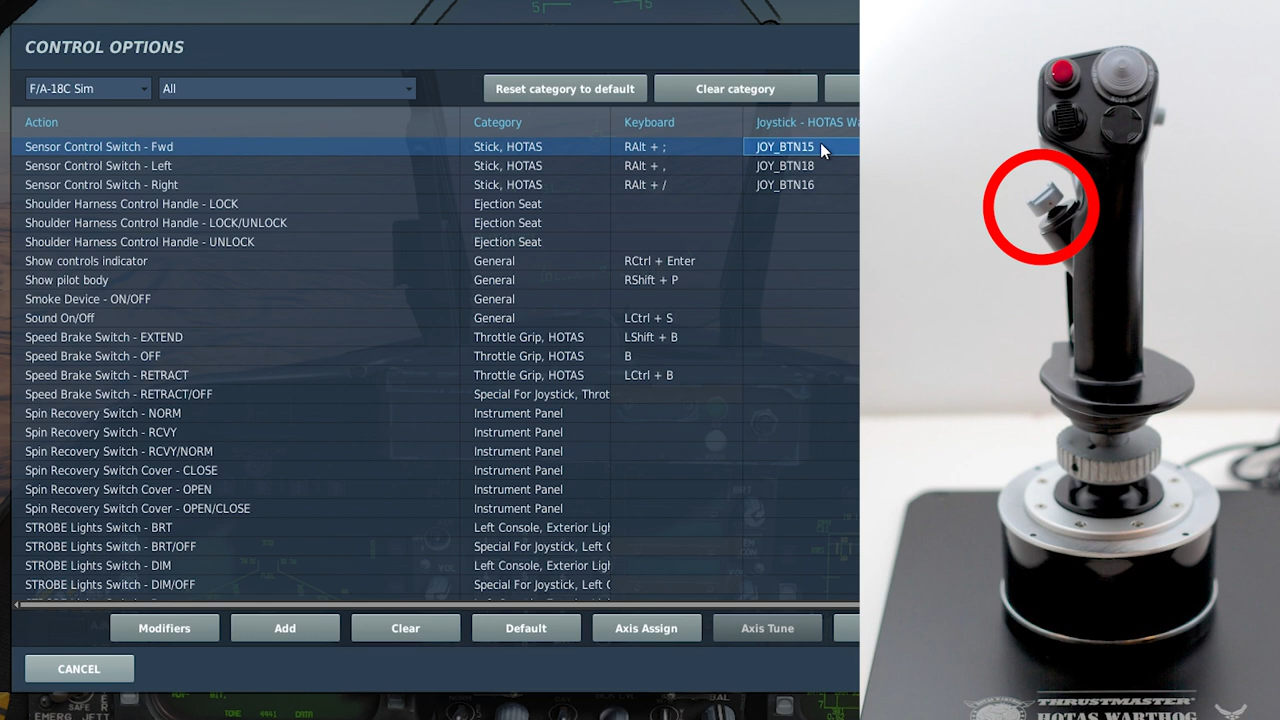 5 5
CONTROL OPTIONS
F/A-18C Sim All Reset category to default Clear category
Action Category Keyboard Joystick - HOTAS Wa
Sensor Control Switch - Fwd Stick, HOTAS RAlt + ; JOY_BTN15
Sensor Control Switch - Left Stick, HOTAS RAlt + , JOY_BTN18
Sensor Control Switch - Right Stick, HOTAS RAlt + / JOY_BTN16
Shoulder Harness Control Handle - LOCK Ejection Seat
Shoulder Harness Control Handle - LOCK/UNLOCK Ejection Seat
Shoulder Harness Control Handle - UNLOCK Ejection Seat
Show controls indicator General RCtrl + Enter
Show pilot body General RShift + P
Smoke Device - ON/OFF General
Sound On/Off General LCtrl + S
Speed Brake Switch - EXTEND Throttle Grip, HOTAS LShift + B
Speed Brake Switch - OFF Throttle Grip, HOTAS B
Speed Brake Switch - RETRACT Throttle Grip, HOTAS LCtrl + B
Speed Brake Switch - RETRACT/OFF Special For Joystick, Throt
Spin Recovery Switch - NORM Instrument Panel
Spin Recovery Switch - RCVY Instrument Panel
Spin Recovery Switch - RCVY/NORM Instrument Panel
Spin Recovery Switch Cover - CLOSE Instrument Panel
Spin Recovery Switch Cover - OPEN Instrument Panel
Spin Recovery Switch Cover - OPEN/CLOSE Instrument Panel
STROBE Lights Switch - BRT Left Console, Exterior Ligh
STROBE Lights Switch - BRT/OFF Special For Joystick, Left C
STROBE Lights Switch - DIM Left Console, Exterior Ligh
STROBE Lights Switch - DIM/OFF Special For Joystick, Left C
Modifiers Add Clear Default Axis Assign Axis Tune
CANCEL
SAFE
EMERG JETT
THRUSTMASTER
HOTAS WARTHOG